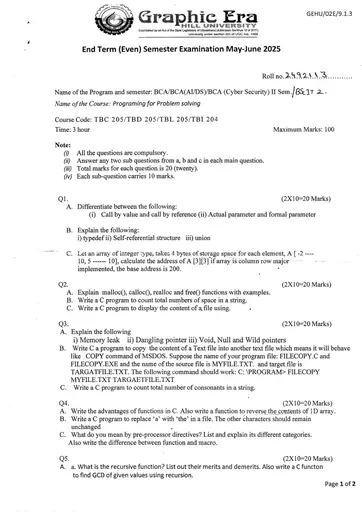 GEHU/02E/9.1.3
Graphic Era
HILL UNIVERSITY
End Term (Even) Semester Examination May-June 2025
Roll no. 2492113
Name of the Program and semester: BCA/BCA(AI/DS)/BCA (Cyber Security) II Sem,
Name of the Course: Programing for Problem solving
Course Code: TBC 205/TBD 205/TBL 205/TBI 204
Time: 3 hour Maximum Marks: 100
Note:
(i) All the questions are compulsory.
(ii) Answer any two sub questions from a, b and c in each main question.
(iii) Total marks for each question is 20 (twenty).
(iv) Each sub-question carries 10 marks.
Q1. (2X10=20 Marks)
A. Differentiate between the following:
(i) Call by value and call by reference (ii) Actual parameter and formal parameter
B. Explain the following:
i) typedef ii) Self-referential structure iii) union
C. Let an array of integer type, takes 4 bytes of storage space for each element, A [ -2 ----
10, 5 ------ 10], calculate the address of A [3][3] if array is column row major
implemented, the base address is 200.
Q2. (2X10=20 Marks)
A. Explain malloc(), calloc(), realloc and free() functions with examples.
B. Write a C program to count total numbers of space in a string.
C. Write a C program to display the content of a file using.
Q3. (2X10=20 Marks)
A. Explain the following
i) Memory leak ii) Dangling pointer iii) Void, Null and Wild pointers
B. Write C a program to copy the content of a Text file into another text file which means it will behave
like COPY command of MSDOS. Suppose the name of your program file: FILECOPY.C and
FILECOPY.EXE and the name of the source file is MYFILE.TXT. and target file is
TARGATFILE.TXT. The following command should work: C: \PROGRAM> FILECOPY
MYFILE.TXT TARGAETFILE.TXT
C. Write a C program to count total number of consonants in a string.
Q4. (2X10=20 Marks)
A. Write the advantages of functions in C. Also write a function to reverse the contents of 1D array.
B. Write a C program to replace 'a' with 'the' in a file. The other characters should remain
unchanged
C. What do you mean by pre-processor directives? List and explain its different categories.
Also write the difference between function and macro.
Q5. (2X10=20 Marks)
A. a. What is the recursive function? List out their merits and demerits. Also write a C functon
to find GCD of given values using recursion.
Page 1 of 2